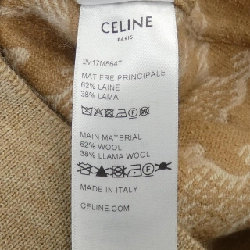 CELINE
PARIS
MATIERE PRINCIPALE
62% LAINE
38% LAMA
MAIN MATERIAL
62% WOOL
38% LLAMA WOOL
MADE IN ITALY
CELINE.COM